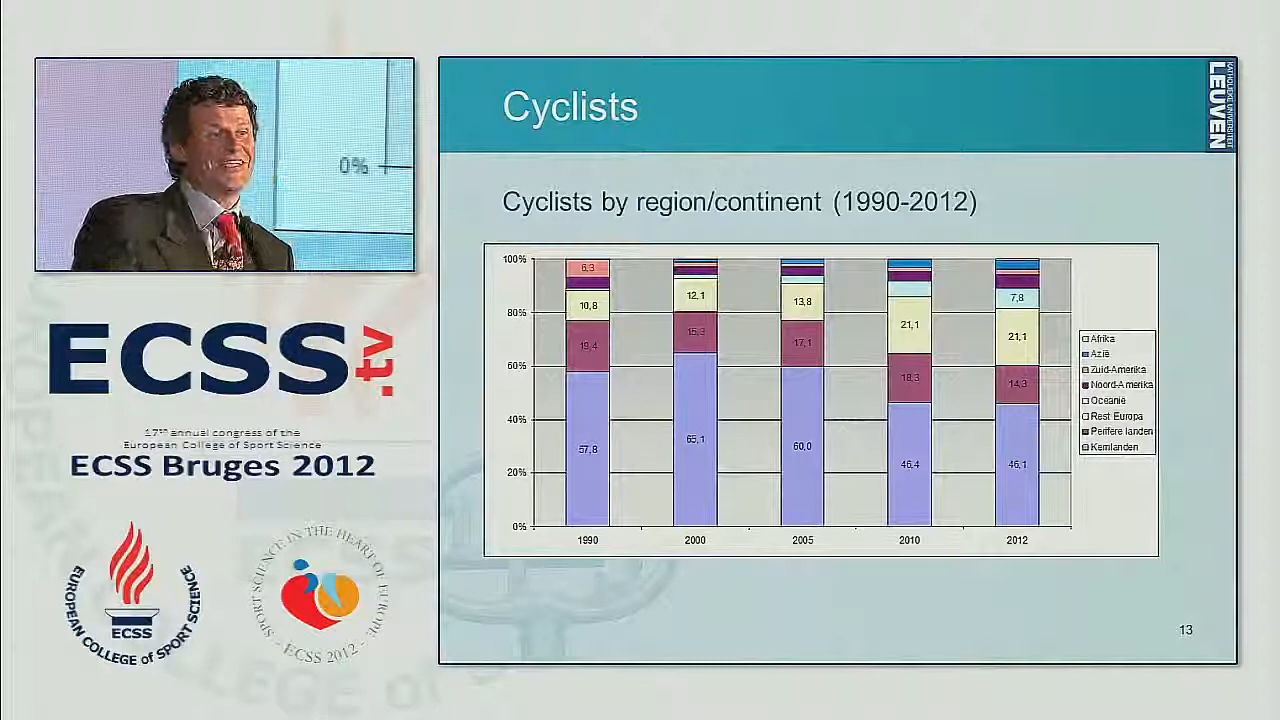 0%
ECSS
.tv
17th annual congress of the
European College of Sport Science
ECSS Bruges 2012
EUROPEAN COLLEGE of SPORT SCIENCE
ECSS
SPORT SCIENCE IN THE HEART OF EUROPE
- ECSS 2012 -
Cyclists
KATHOLIEKE UNIVERSITEIT
LEUVEN
Cyclists by region/continent (1990-2012)
100%
80%
60%
40%
20%
0%
6,3
10,8
19,4
57,8
12,1
15,3
65,1
13,8
17,1
60,0
21,1
18,3
46,4
7,8
21,1
14,3
46,1
1990 2000 2005 2010 2012
Afrika
Azië
Zuid-Amerika
Noord-Amerika
Oceanië
Rest Europa
Perifere landen
Kernlanden
13